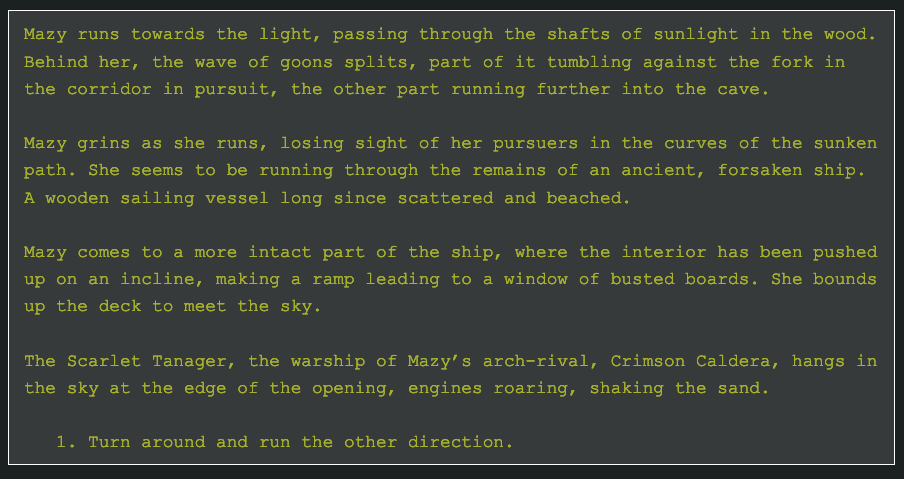 Mazy runs towards the light, passing through the shafts of sunlight in the wood.
Behind her, the wave of goons splits, part of it tumbling against the fork in
the corridor in pursuit, the other part running further into the cave.
Mazy grins as she runs, losing sight of her pursuers in the curves of the sunken
path. She seems to be running through the remains of an ancient, forsaken ship.
A wooden sailing vessel long since scattered and beached.
Mazy comes to a more intact part of the ship, where the interior has been pushed
up on an incline, making a ramp leading to a window of busted boards. She bounds
up the deck to meet the sky.
The Scarlet Tanager, the warship of Mazy’s arch-rival, Crimson Caldera, hangs in
the sky at the edge of the opening, engines roaring, shaking the sand.
1. Turn around and run the other direction.